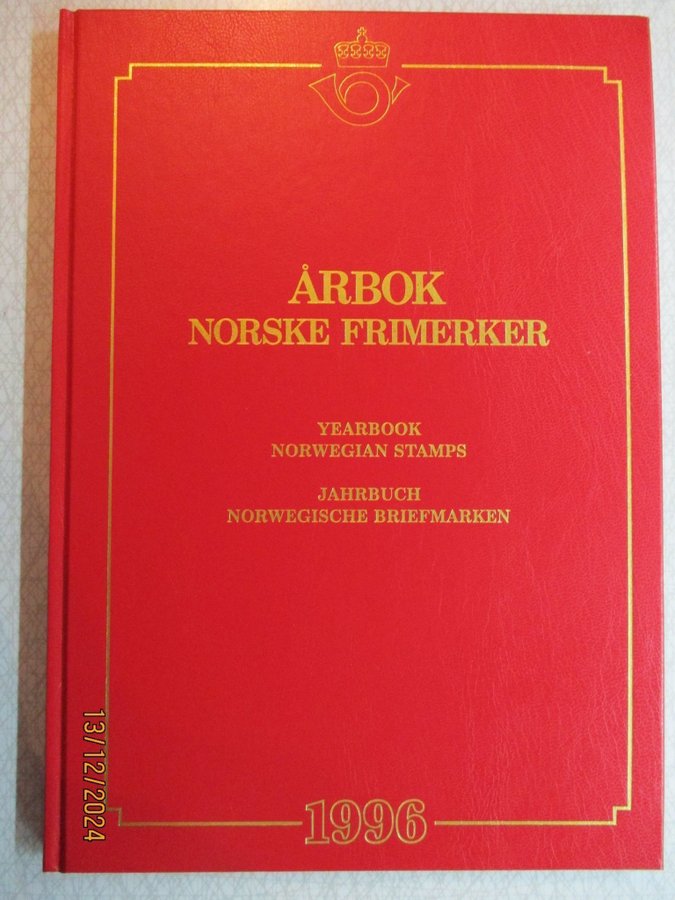 ÅRBOK
NORSKE FRIMERKER
YEARBOOK
NORWEGIAN STAMPS
JAHRBUCH
NORWEGISCHE BRIEFMARKEN
1996
13/12/2024